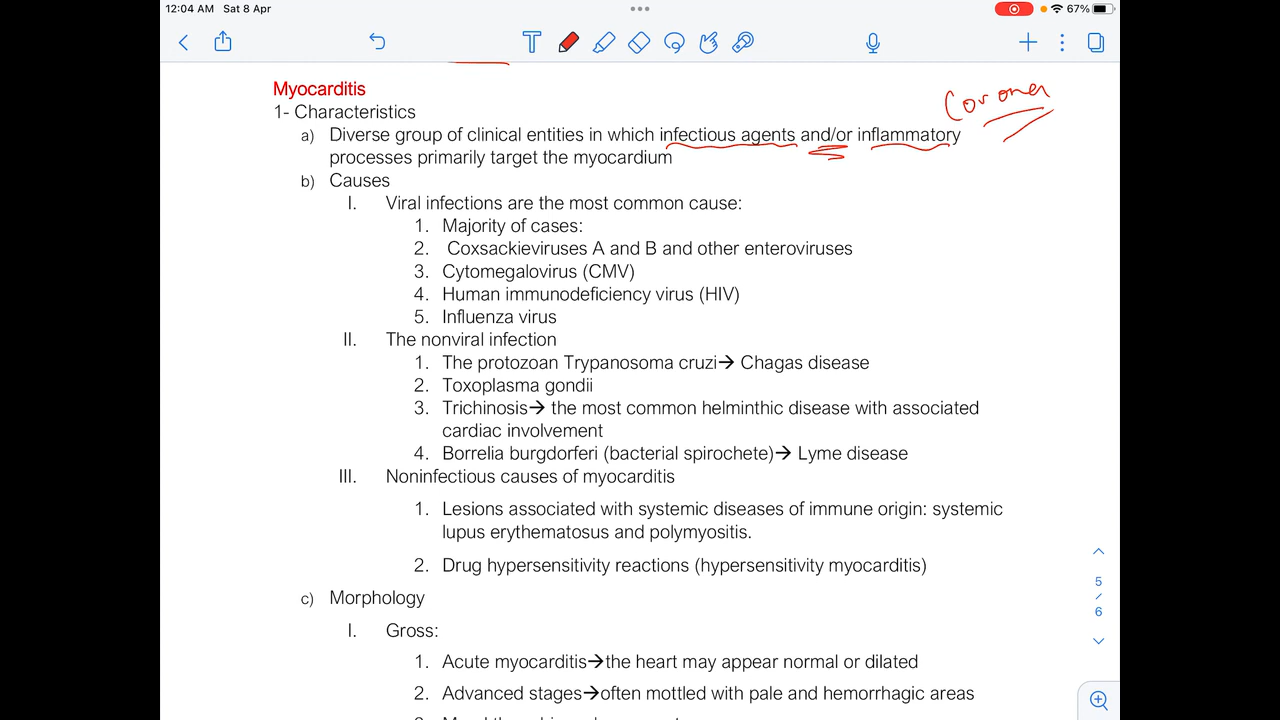 12:04 AM Sat 8 Apr
67%
Myocarditis
1- Characteristics
a) Diverse group of clinical entities in which infectious agents and/or inflammatory
processes primarily target the myocardium
b) Causes
I. Viral infections are the most common cause:
1. Majority of cases:
2. Coxsackieviruses A and B and other enteroviruses
3. Cytomegalovirus (CMV)
4. Human immunodeficiency virus (HIV)
5. Influenza virus
II. The nonviral infection
1. The protozoan Trypanosoma cruzi→ Chagas disease
2. Toxoplasma gondii
3. Trichinosis→ the most common helminthic disease with associated
cardiac involvement
4. Borrelia burgdorferi (bacterial spirochete)→ Lyme disease
III. Noninfectious causes of myocarditis
1. Lesions associated with systemic diseases of immune origin: systemic
lupus erythematosus and polymyositis.
2. Drug hypersensitivity reactions (hypersensitivity myocarditis)
c) Morphology
I. Gross:
1. Acute myocarditis→the heart may appear normal or dilated
2. Advanced stages→often mottled with pale and hemorrhagic areas
5
/
6